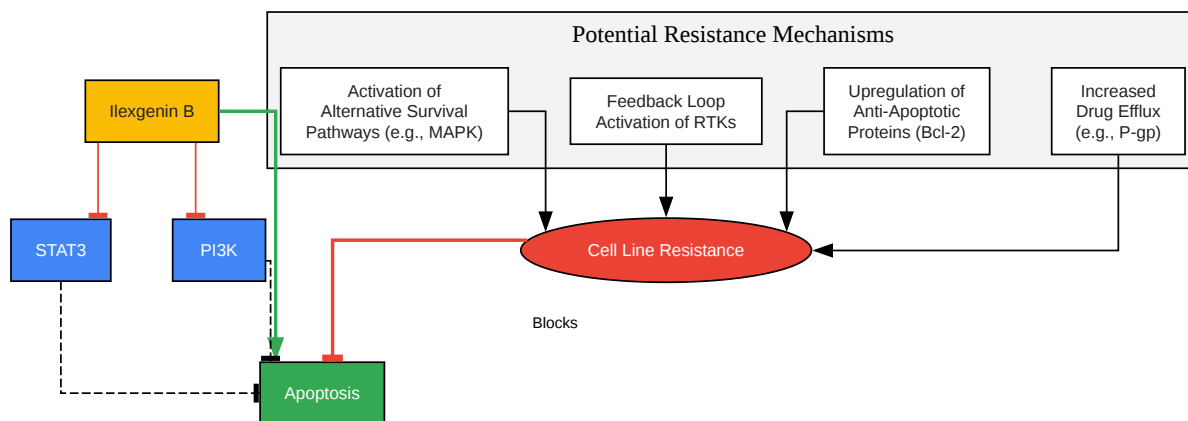 Potential Resistance Mechanisms
Ilexgenin B
Activation of
Alternative Survival
Pathways (e.g., MAPK)
Feedback Loop
Activation of RTKs
Upregulation of
Anti-Apoptotic
Proteins (Bcl-2)
Increased
Drug Efflux
(e.g., P-gp)
STAT3
PI3K
Cell Line Resistance
Blocks
Apoptosis